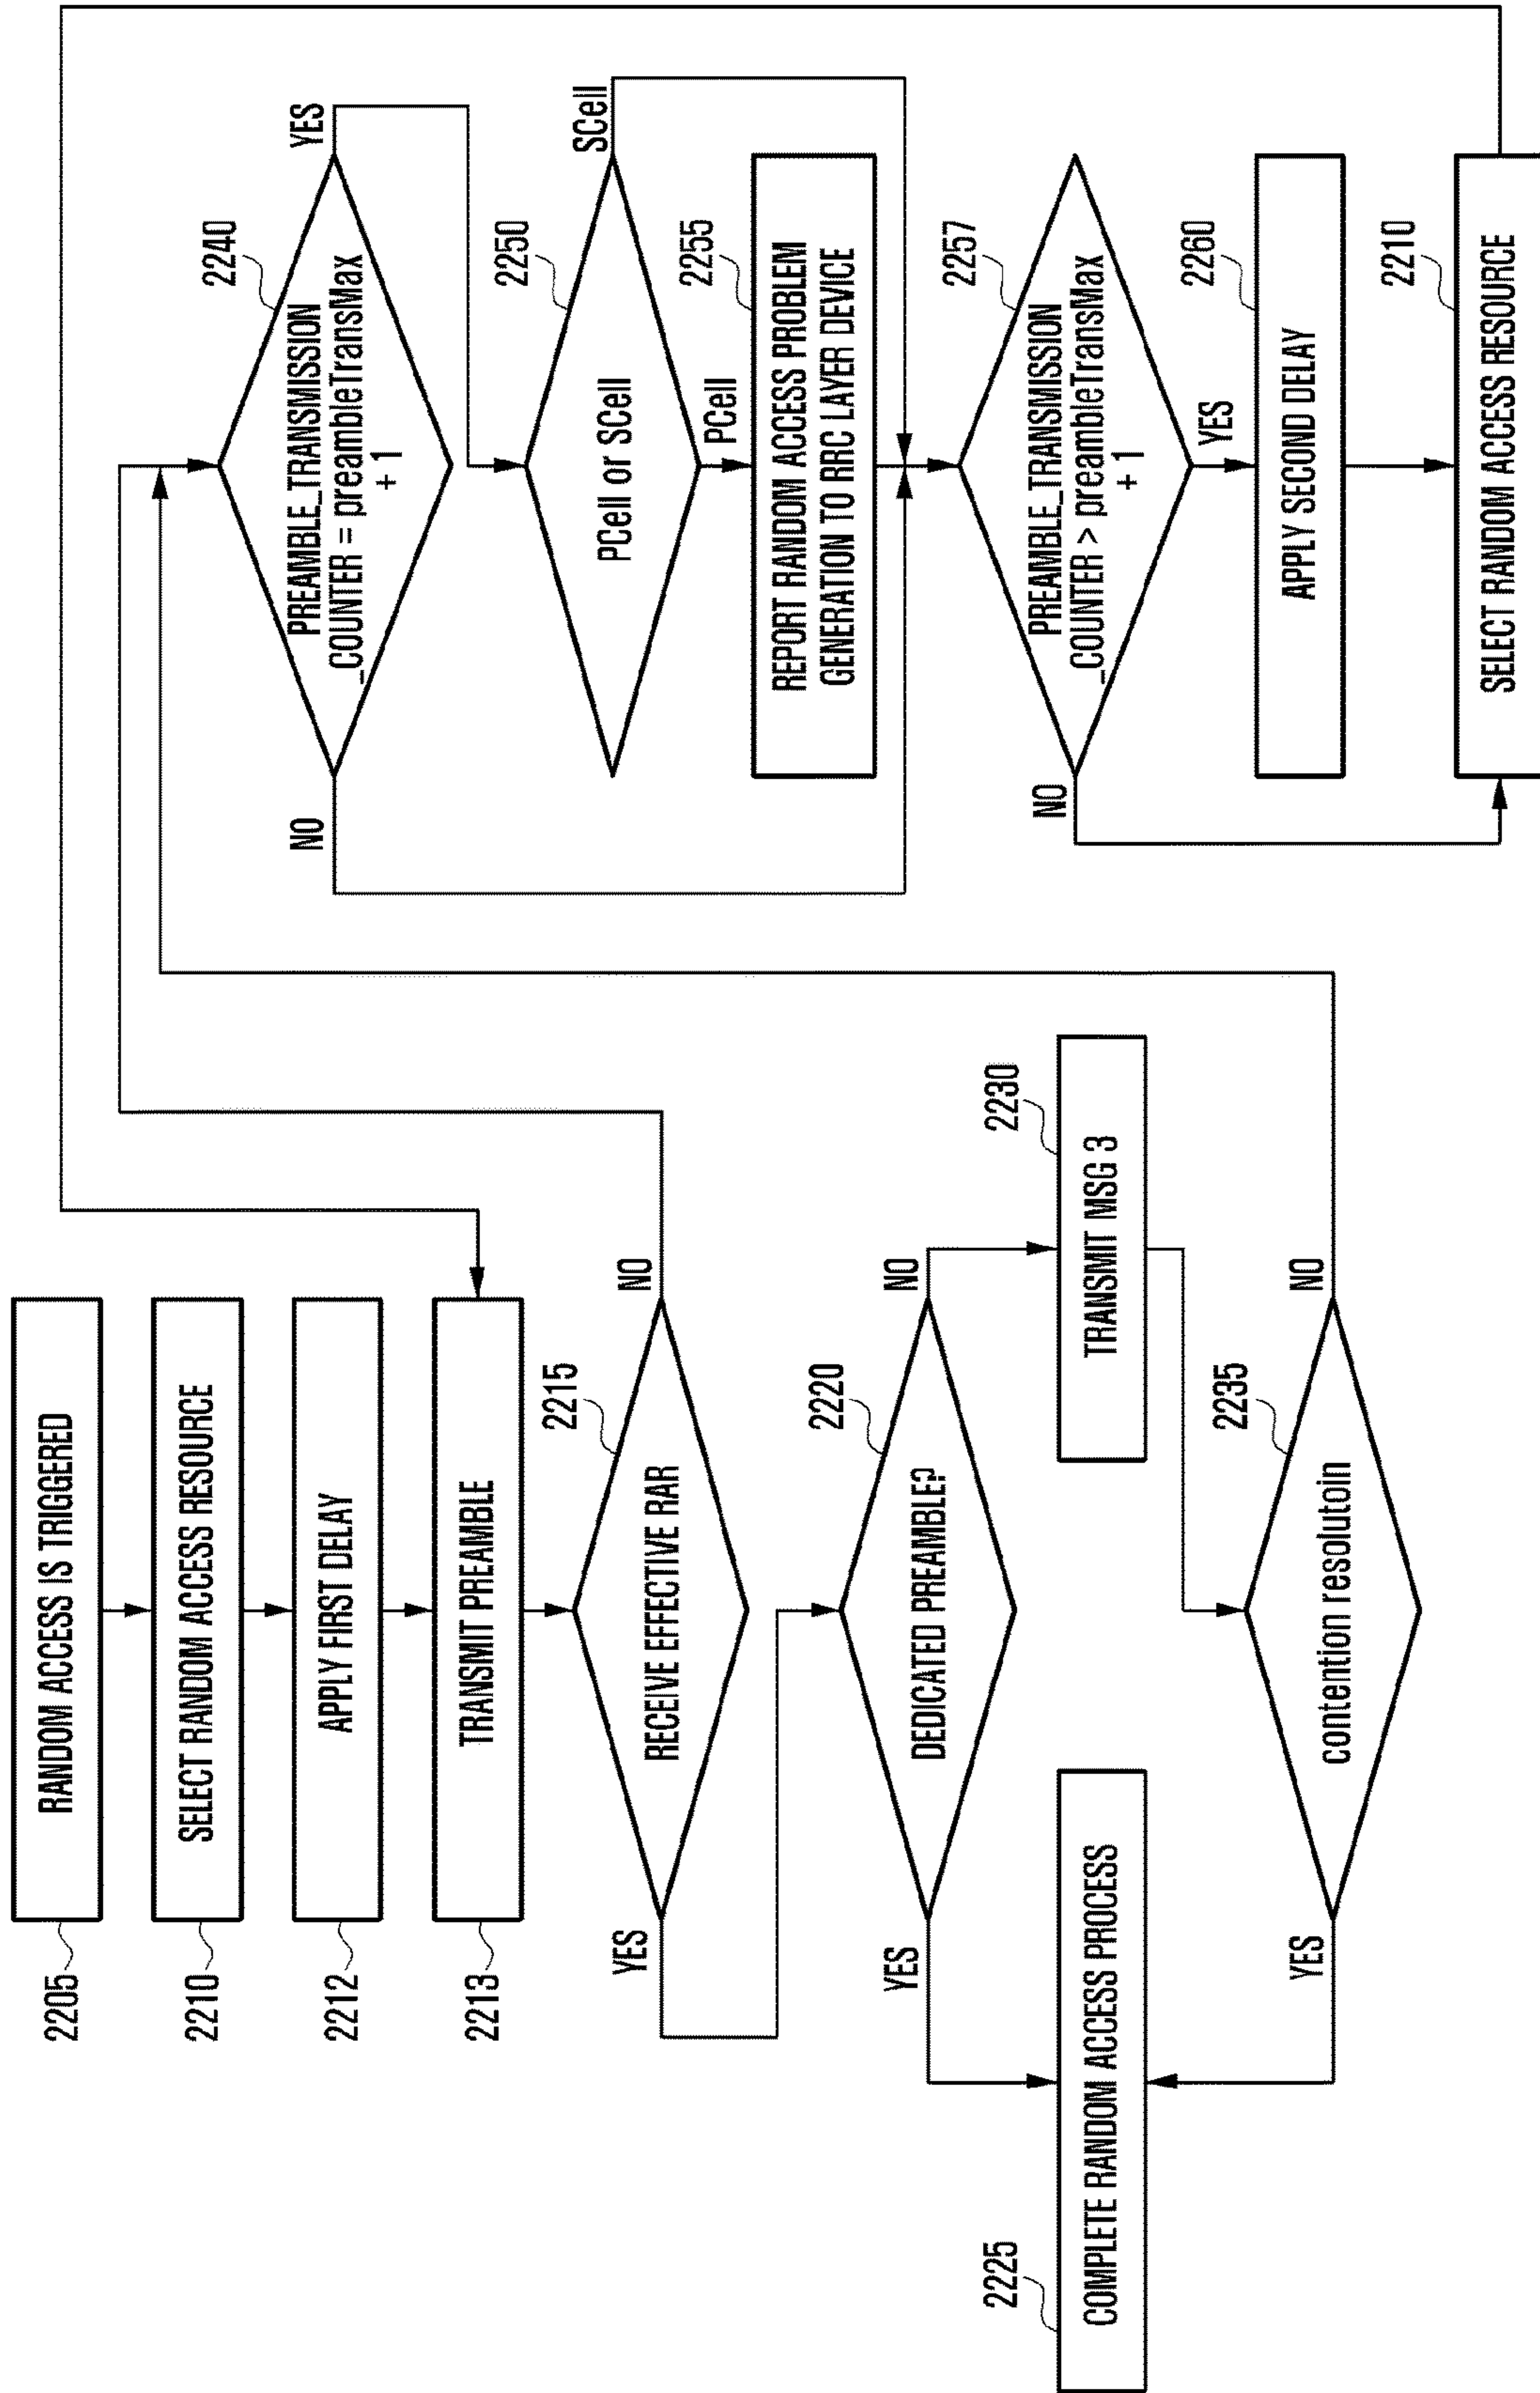 2205
RANDOM ACCESS IS TRIGGERED
2210
SELECT RANDOM ACCESS RESOURCE
2212
APPLY FIRST DELAY
2213
TRANSMIT PREAMBLE
2215
RECEIVE EFFECTIVE RAR
YES
NO
2220
DEDICATED PREAMBLE?
YES
NO
2225
COMPLETE RANDOM ACCESS PROCESS
2230
TRANSMIT MSG 3
2235
contention resolutoin
YES
NO
2240
PREAMBLE_TRANSMISSION
_COUNTER = preambleTransMax
+ 1
NO
YES
2250
PCell or SCell
SCell
PCell
2255
REPORT RANDOM ACCESS PROBLEM
GENERATION TO RRC LAYER DEVICE
2257
PREAMBLE_TRANSMISSION
_COUNTER > preambleTransMax
+ 1
NO
YES
2260
APPLY SECOND DELAY
2210
SELECT RANDOM ACCESS RESOURCE